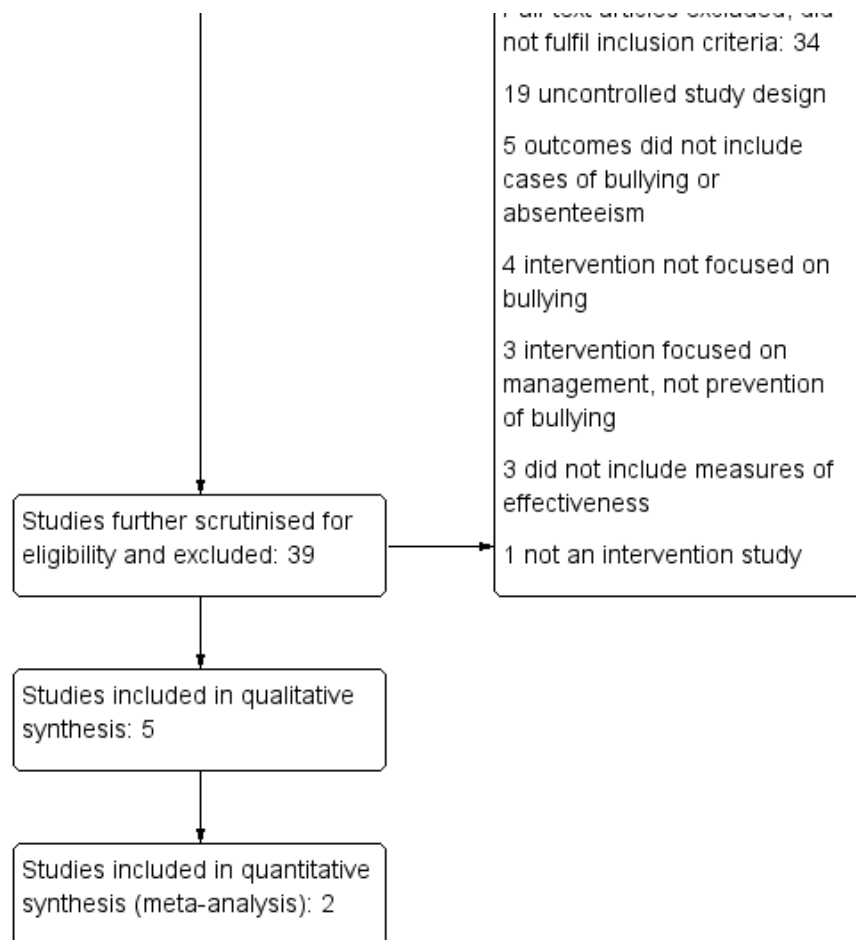 not fulfil inclusion criteria: 34
19 uncontrolled study design
5 outcomes did not include
cases of bullying or
absenteeism
4 intervention not focused on
bullying
3 intervention focused on
management, not prevention
of bullying
3 did not include measures of
effectiveness
1 not an intervention study
Studies further scrutinised for
eligibility and excluded: 39
Studies included in qualitative
synthesis: 5
Studies included in quantitative
synthesis (meta-analysis): 2